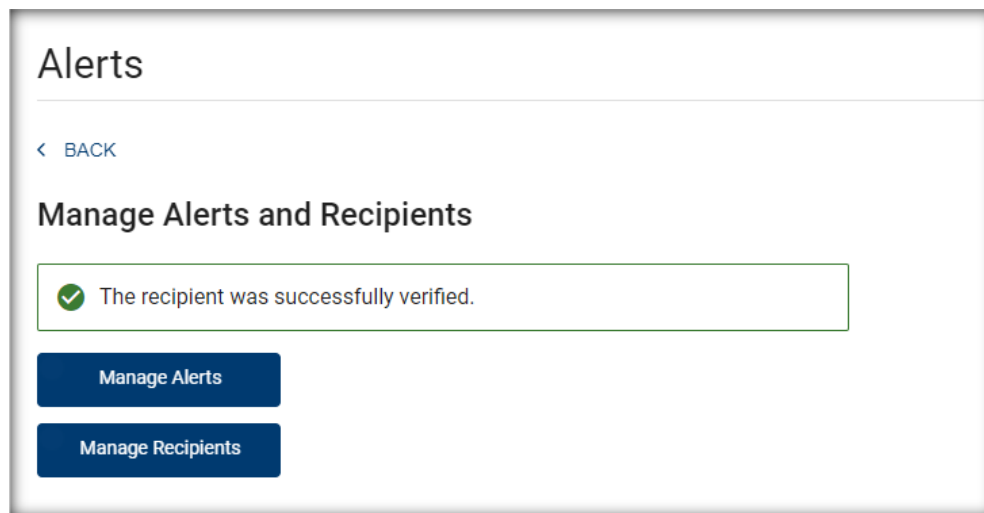 Alerts
BACK
Manage Alerts and Recipients
The recipient was successfully verified.
Manage Alerts
Manage Recipients